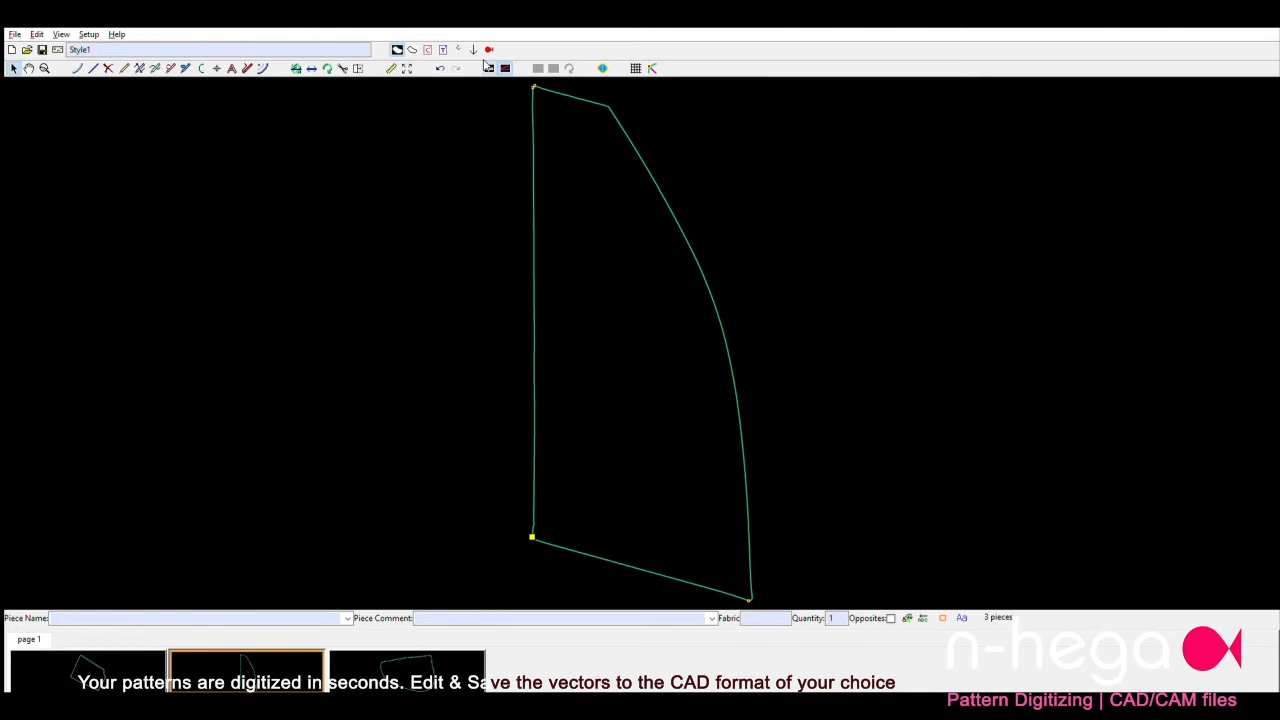 File Edit View Setup Help
Style1
Piece Name: Piece Comment: Fabric Quantity: 1 Opposites: Aa 3 pieces
page 1
n-hega
Your patterns are digitized in seconds. Edit & Save the vectors to the CAD format of your choice
Pattern Digitizing | CAD/CAM files